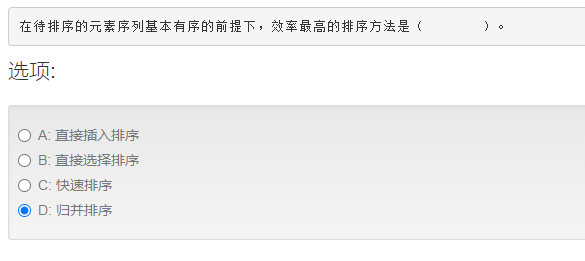 在待排序的元素序列基本有序的前提下，效率最高的排序方法是（ ）。
选项:
A: 直接插入排序
B: 直接选择排序
C: 快速排序
D: 归并排序